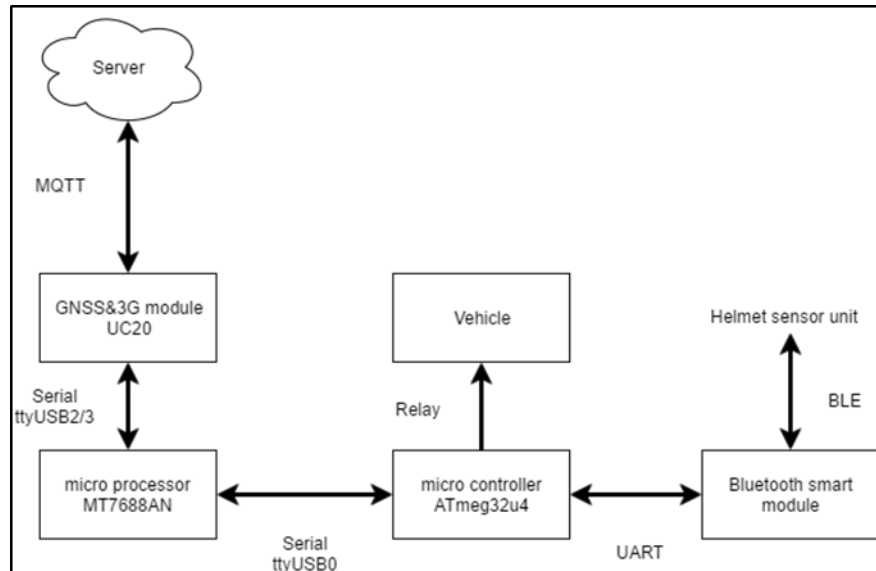 Server
MQTT
GNSS&3G module
UC20
Vehicle
Helmet sensor unit
Serial
ttyUSB2/3
Relay
BLE
micro processor
MT7688AN
micro controller
ATmeg32u4
Bluetooth smart
module
Serial
ttyUSB0
UART